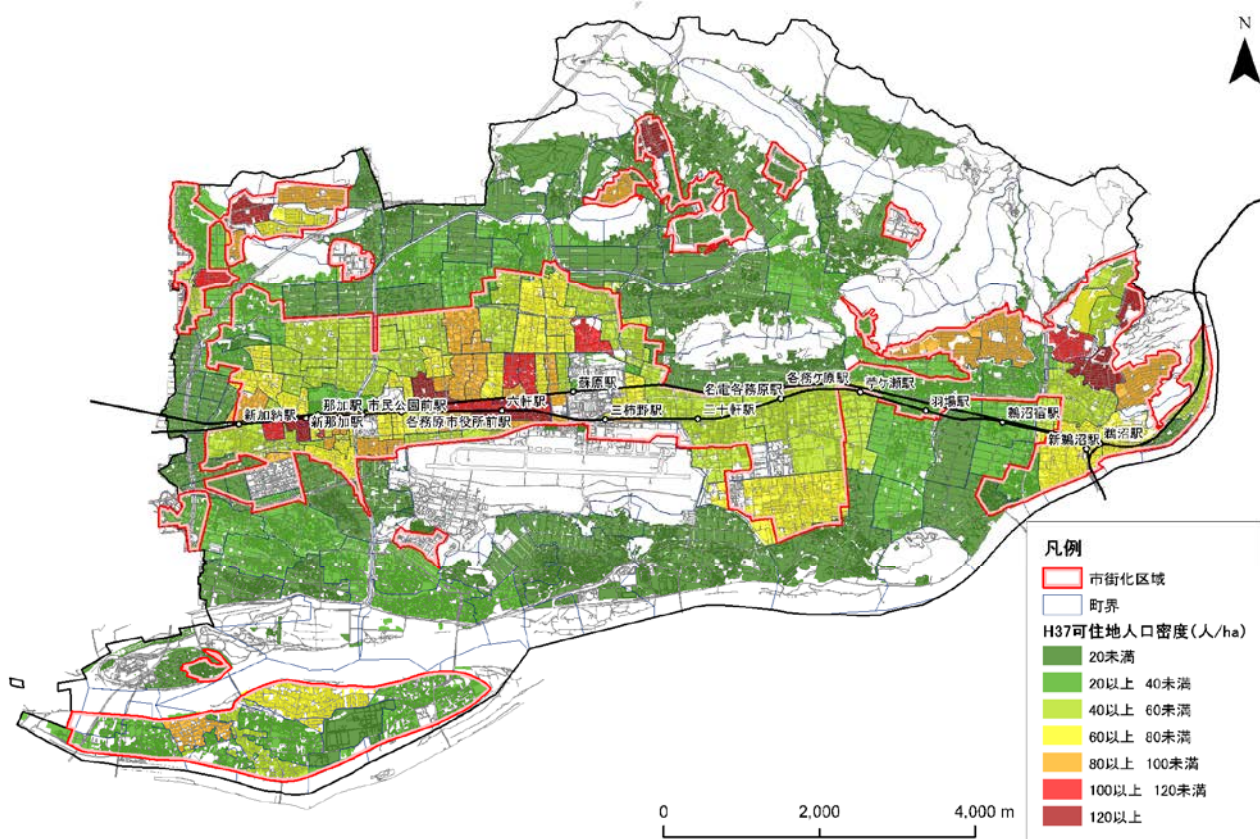 N
蘇原駅
名電各務原駅
各務ケ原駅
苧ケ瀬駅
羽場駅
鵜沼宿駅
新鵜沼駅
鵜沼駅
新加納駅
那加駅
市民公園前駅
六軒駅
新那加駅
各務原市役所前駅
三柿野駅
二十軒駅
凡例
市街化区域
町界
H37可住地人口密度(人/ha)
20未満
20以上 40未満
40以上 60未満
60以上 80未満
80以上 100未満
100以上 120未満
120以上
0 2,000 4,000 m